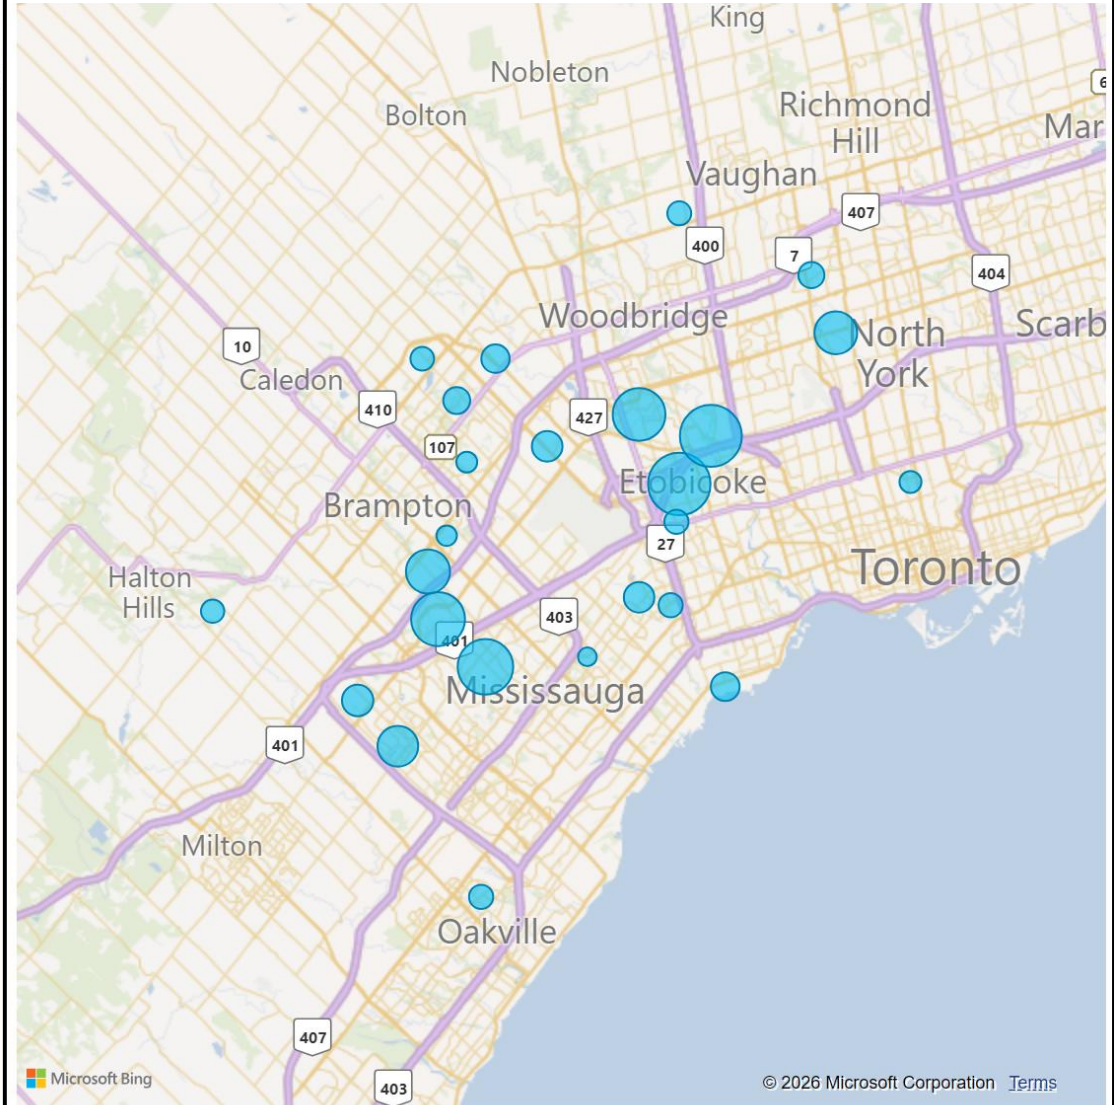 King
Nobleton
Richmond
Hill
Bolton
6
Mar
Vaughan
407
400
7
404
Woodbridge
North
York
Scarb
10
Caledon
410
427
107
Etobicoke
Brampton
27
Toronto
Halton
Hills
403
401
Mississauga
401
Milton
Oakville
407
403
Microsoft Bing
© 2026 Microsoft Corporation Terms